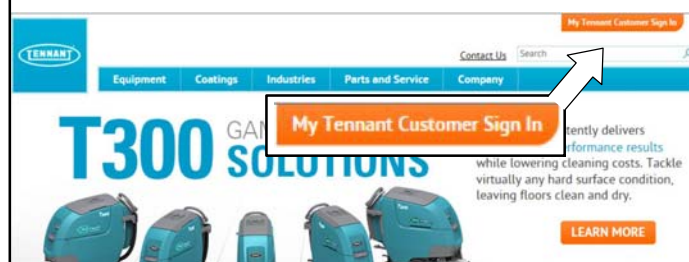 My Tennant Customer Sign In
TENNANT
Contact Us
Search
Equipment
Coatings
Industries
Parts and Service
Company
My Tennant Customer Sign In
T300
SOLUTIONS
delivers
results
while lowering cleaning costs. Tackle
virtually any hard surface condition,
leaving floors clean and dry.
LEARN MORE